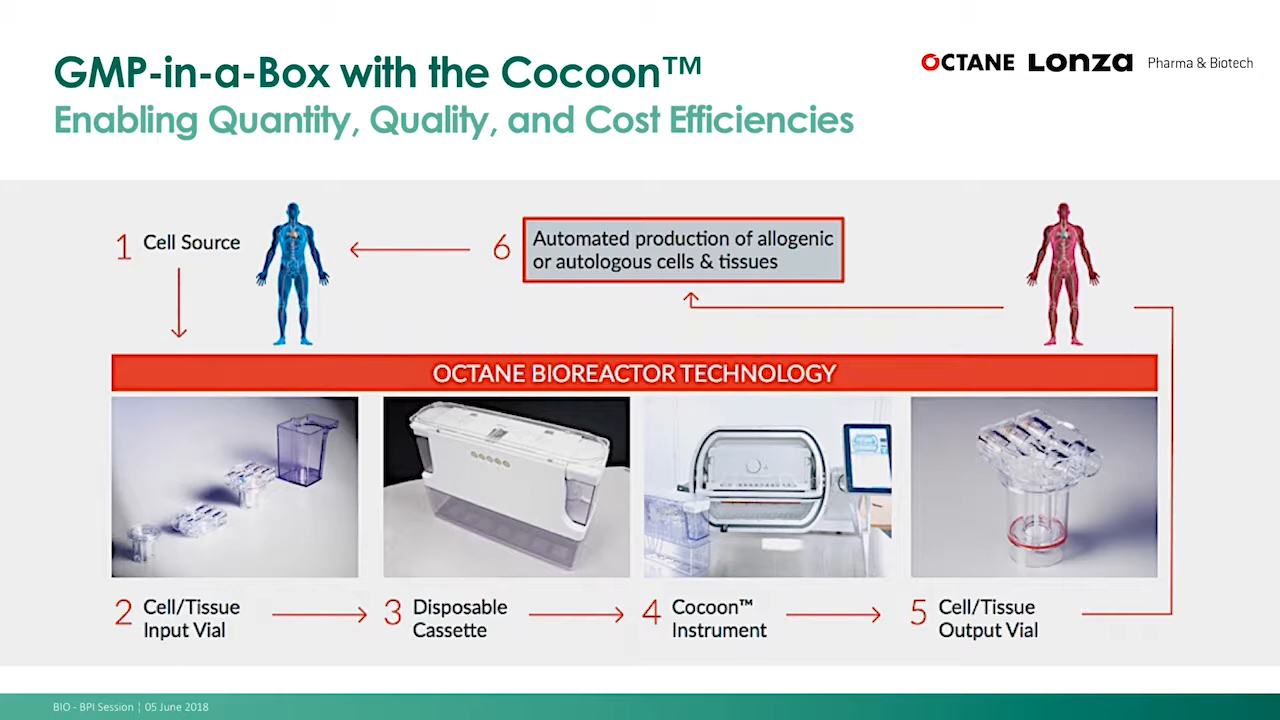 GMP-in-a-Box with the Cocoon™
Enabling Quantity, Quality, and Cost Efficiencies
OCTANE Lonza Pharma & Biotech
1 Cell Source
6 Automated production of allogenic
or autologous cells & tissues
OCTANE BIOREACTOR TECHNOLOGY
2 Cell/Tissue
Input Vial
3 Disposable
Cassette
4 Cocoon™
Instrument
5 Cell/Tissue
Output Vial
BIO - BPI Session ¦ 05 June 2018